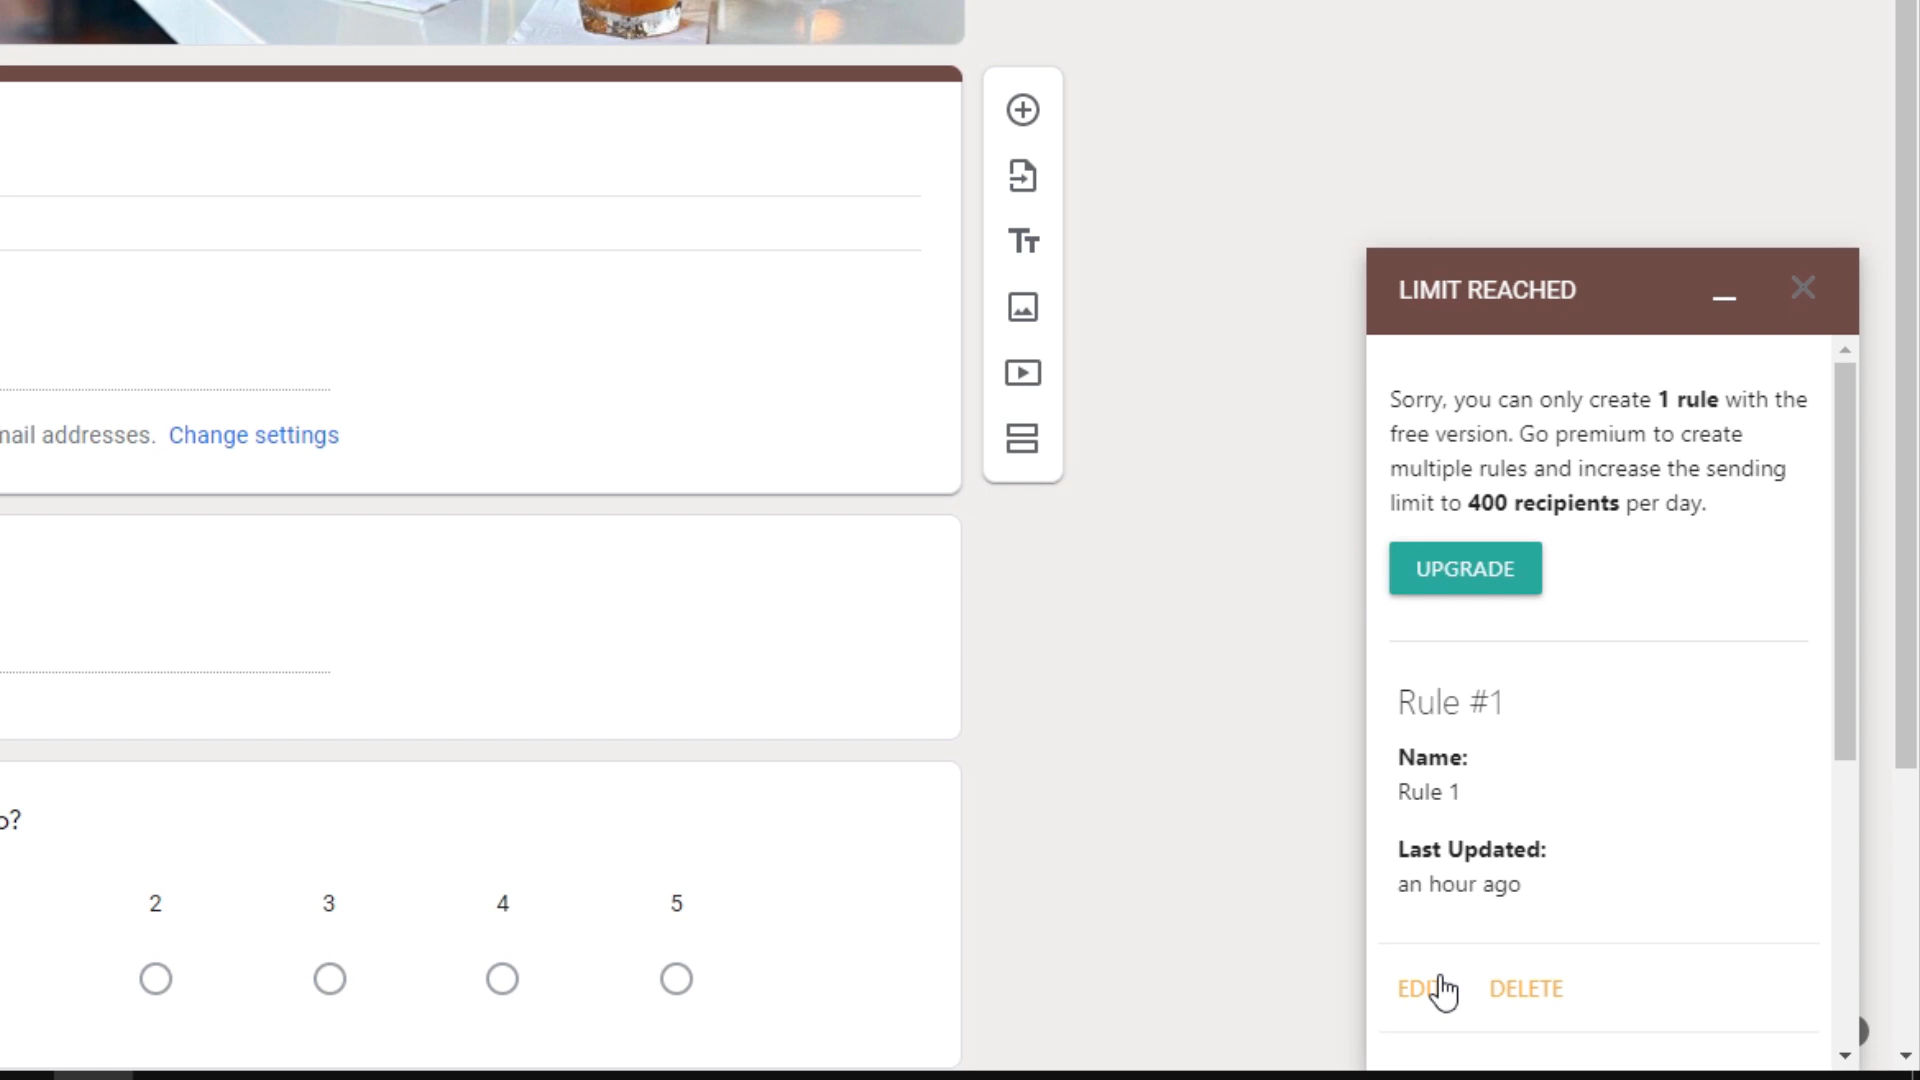 LIMIT REACHED
Sorry, you can only create 1 rule with the
free version. Go premium to create
multiple rules and increase the sending
limit to 400 recipients per day.
UPGRADE
Rule #1
Name:
Rule 1
Last Updated:
an hour ago
DELETE
Tт
mail addresses. Change settings
o?
2 3 4 5